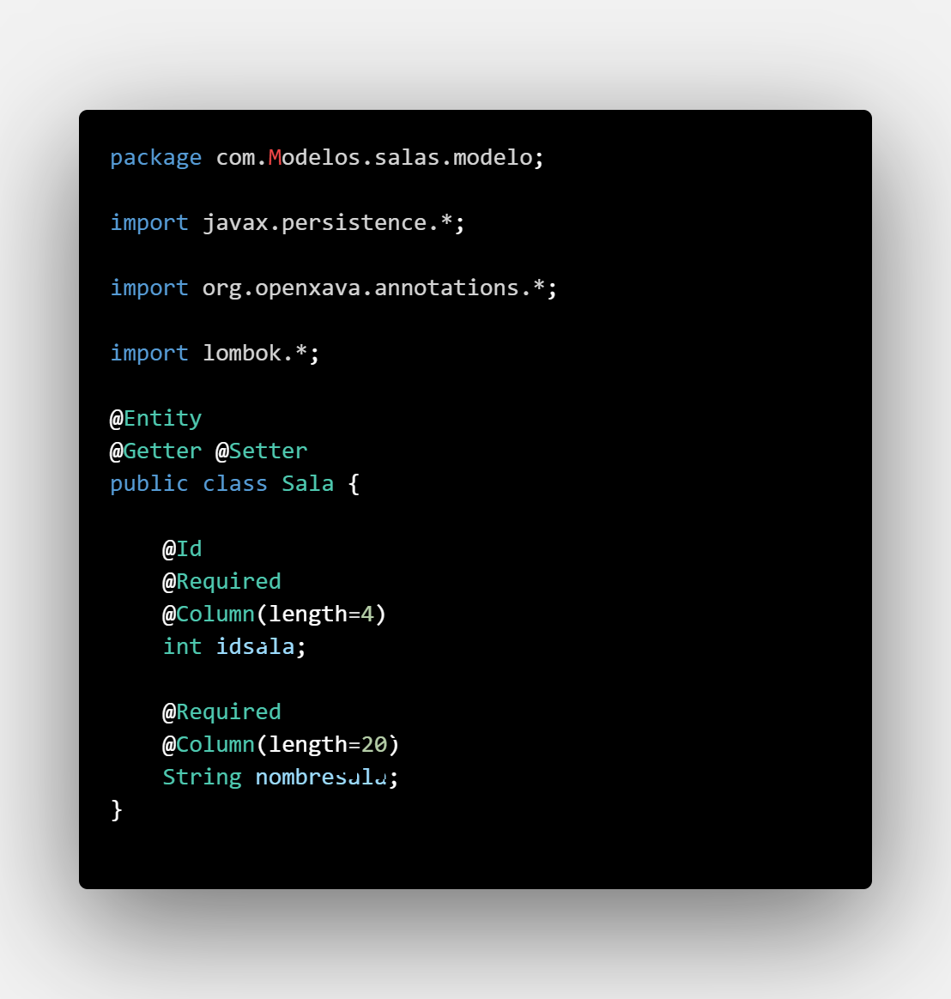 package com.Modelos.salas.modelo;
import javax.persistence.*;
import org.openxava.annotations.*;
import lombok.*;
@Entity
@Getter @Setter
public class Sala {
@Id
@Required
@Column(length=4)
int idsala;
@Required
@Column(length=20)
String nombresala;
}